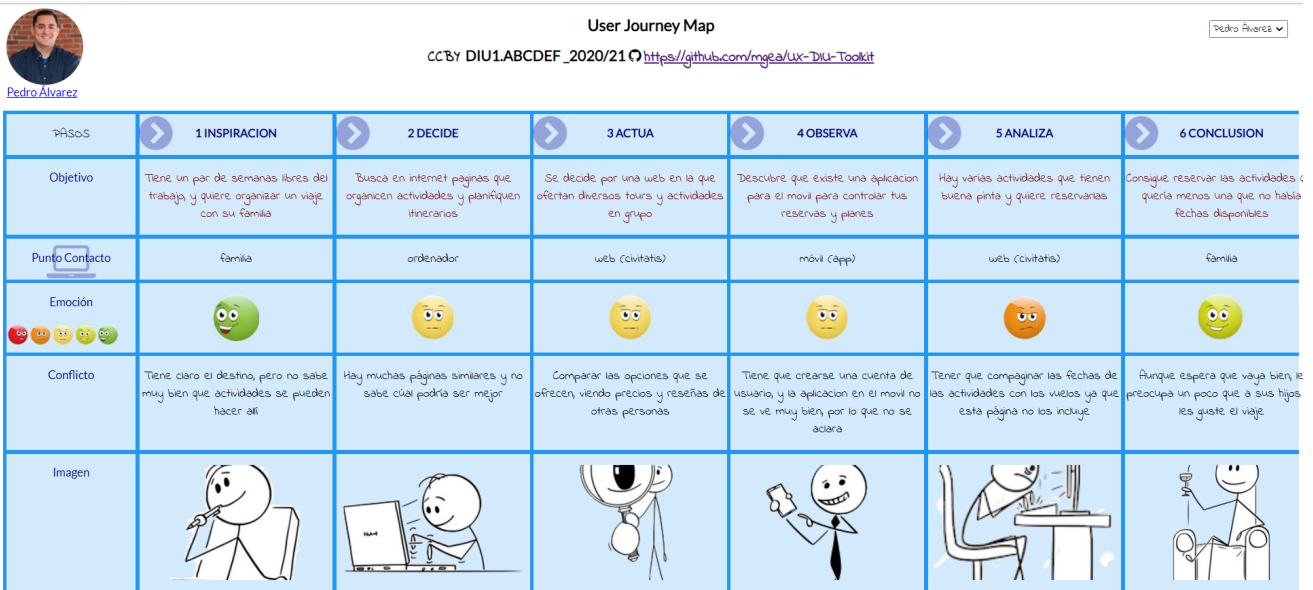 User Journey Map
Pedro Álvarez
CCBY DIU1.ABCDEF_2020/21 https://github.com/mgea/UX-DIU-Toolkit
Pedro Álvarez
PASOS
1 INSPIRACION
2 DECIDE
3 ACTUA
4 OBSERVA
5 ANALIZA
6 CONCLUSION
Objetivo
Tiene un par de semanas libres del
trabajo, y quiere organizar un viaje
con su familia
Busca en internet paginas que
organicen actividades y planifiquen
itinerarios
Se decide por una web en la que
ofertan diversos tours y actividades
en grupo
Descubre que existe una aplicacion
para el movil para controlar tus
reservas y planes
Hay varias actividades que tienen
buena pinta y quiere reservarlas
Consigue reservar las actividades
quería menos una que no había
fechas disponibles
Punto Contacto
familia
ordenador
web (civitatis)
móvil (app)
web (civitatis)
familia
Emoción
Conflicto
Tiene claro el destino, pero no sabe
muy bien que actividades se pueden
hacer allí
Hay muchas páginas similares y no
sabe cúal podría ser mejor
Comparar las opciones que se
ofrecen, viendo precios y reseñas de
otras personas
Tiene que crearse una cuenta de
usuario, y la aplicacion en el movil no
se ve muy bien, por lo que no se
aclara
Tener que compaginar las fechas de
las actividades con los vuelos ya que
esta página no los incluye
Aunque espera que vaya bien, le
preocupa un poco que a sus hijos
les guste el viaje
Imagen